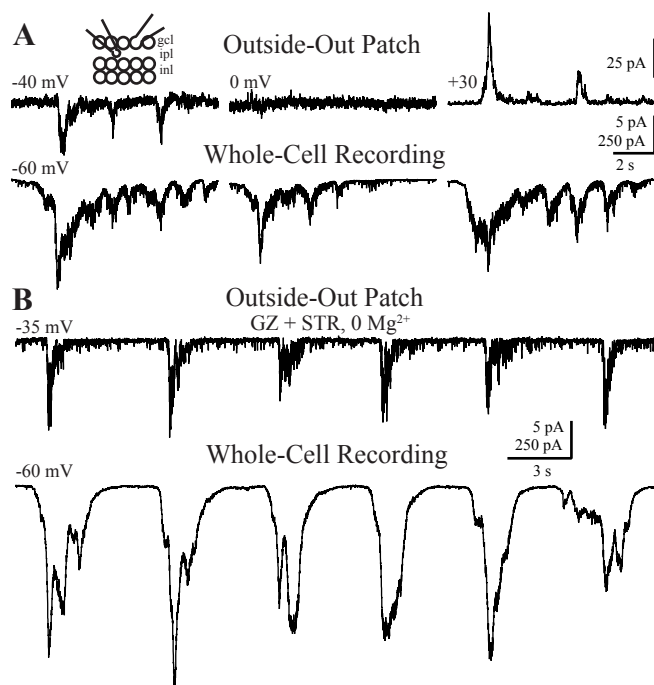 A
gcl
ipl
inl
Outside-Out Patch
25 pA
-40 mV
0 mV
+30
5 pA
250 pA
2 s
Whole-Cell Recording
-60 mV
B
Outside-Out Patch
GZ + STR, 0 Mg²⁺
-35 mV
5 pA
250 pA
3 s
Whole-Cell Recording
-60 mV